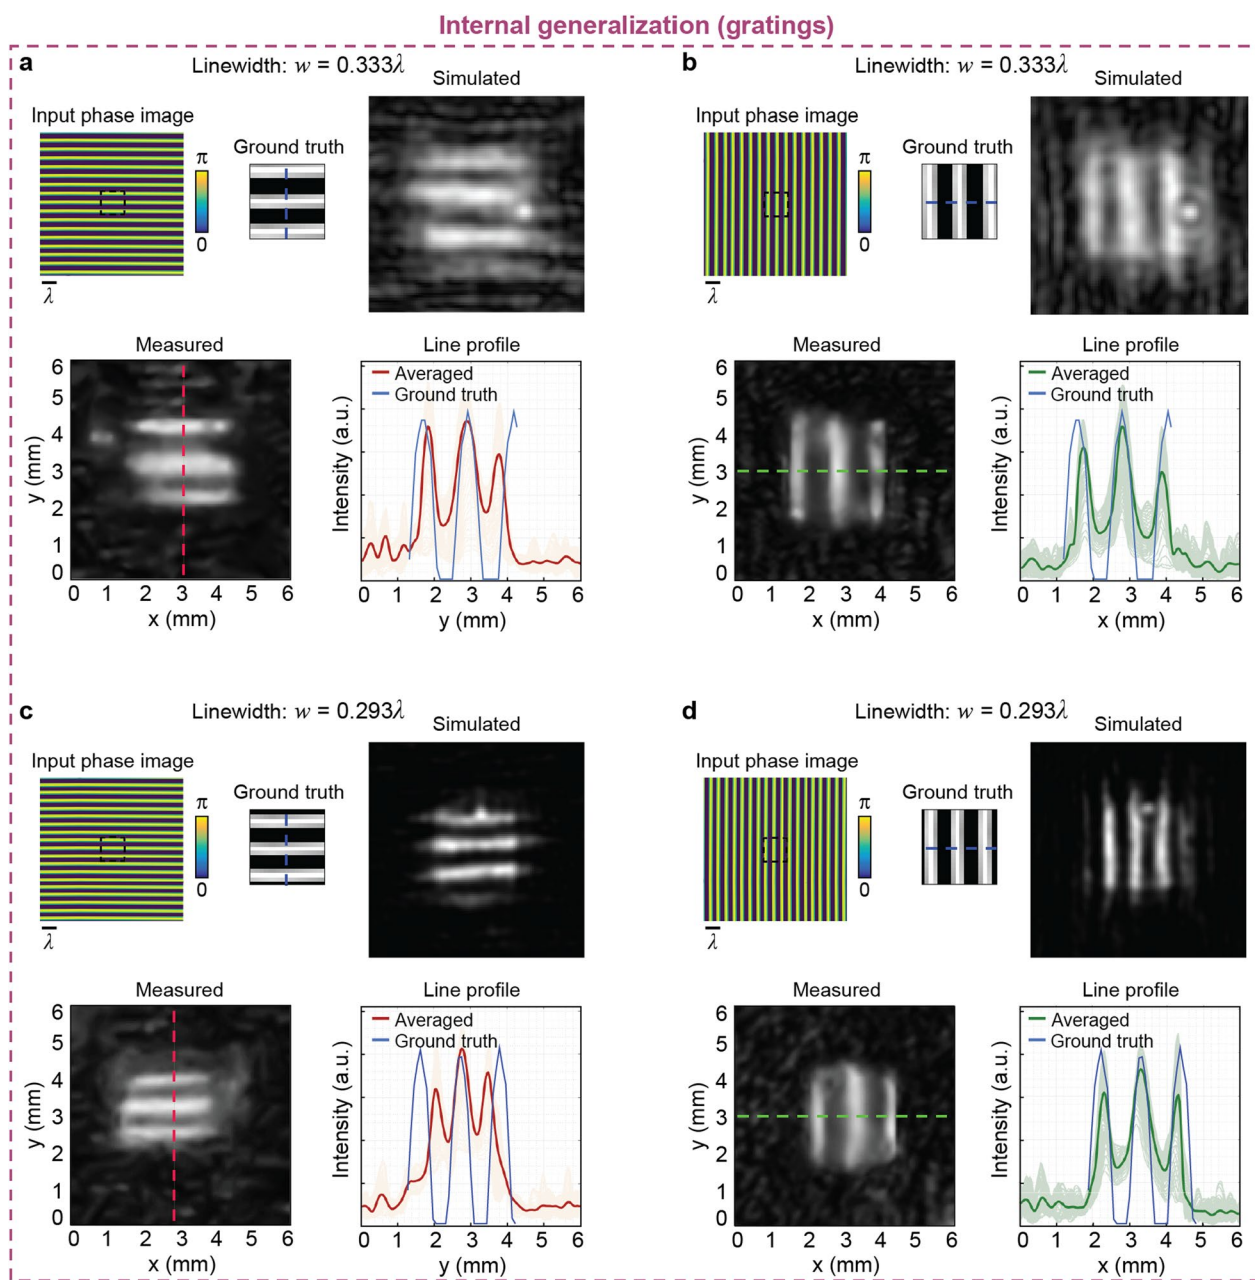 Internal generalization (gratings)
a
Linewidth: w = 0.333λ
Simulated
Input phase image
π
0
λ
Ground truth
Measured
6
5
4
3
2
1
0
y (mm)
0 1 2 3 4 5 6
x (mm)
Line profile
Averaged
Ground truth
Intensity (a.u.)
0 1 2 3 4 5 6
y (mm)
b
Linewidth: w = 0.333λ
Simulated
Input phase image
π
0
λ
Ground truth
Measured
6
5
4
3
2
1
0
y (mm)
0 1 2 3 4 5 6
x (mm)
Line profile
Averaged
Ground truth
Intensity (a.u.)
0 1 2 3 4 5 6
x (mm)
c
Linewidth: w = 0.293λ
Simulated
Input phase image
π
0
λ
Ground truth
Measured
6
5
4
3
2
1
0
y (mm)
0 1 2 3 4 5 6
x (mm)
Line profile
Averaged
Ground truth
Intensity (a.u.)
0 1 2 3 4 5 6
y (mm)
d
Linewidth: w = 0.293λ
Simulated
Input phase image
π
0
λ
Ground truth
Measured
6
5
4
3
2
1
0
y (mm)
0 1 2 3 4 5 6
x (mm)
Line profile
Averaged
Ground truth
Intensity (a.u.)
0 1 2 3 4 5 6
x (mm)